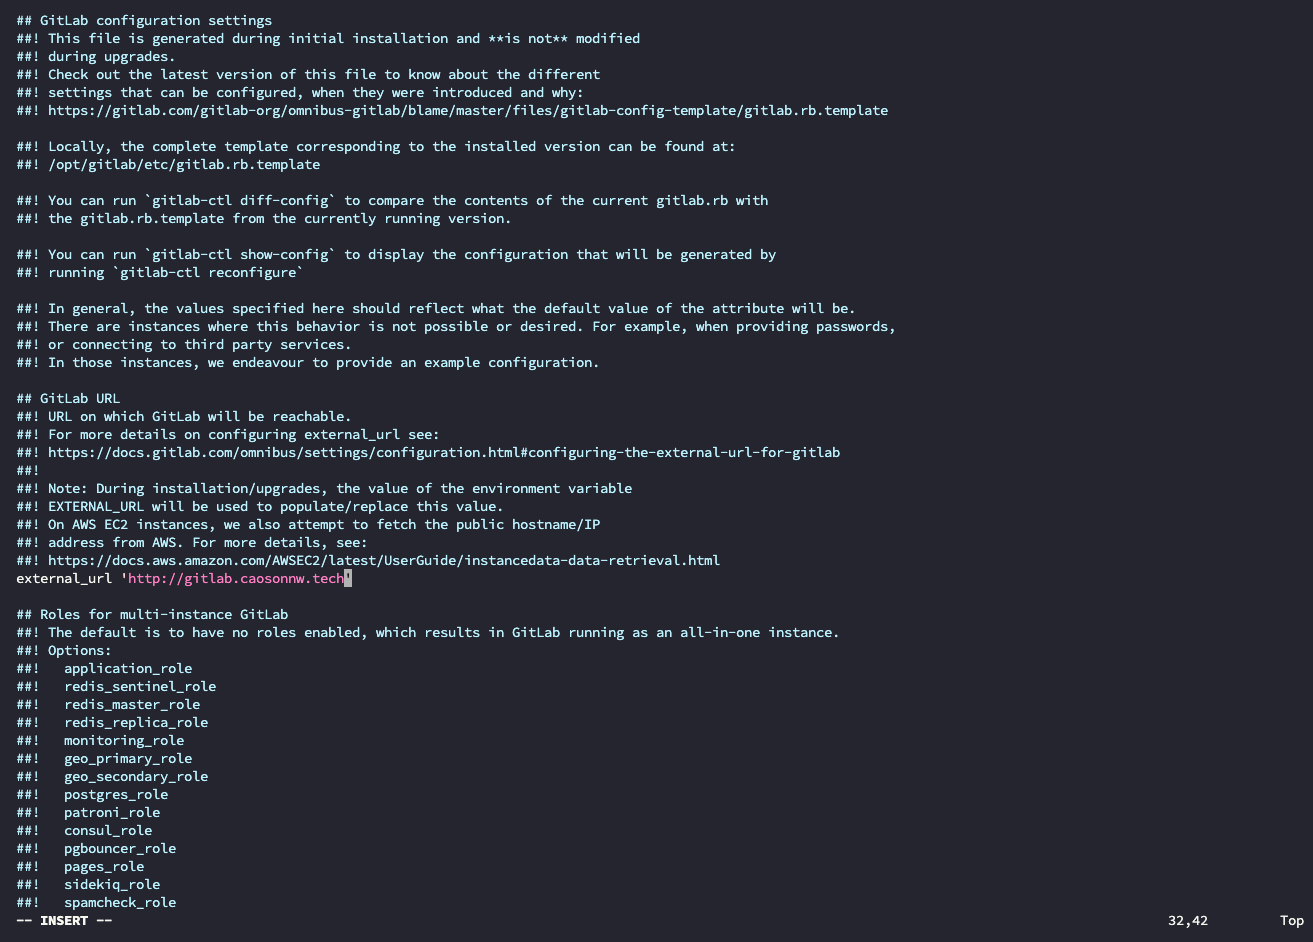 ## GitLab configuration settings
##! This file is generated during initial installation and **is not** modified
##! during upgrades.
##! Check out the latest version of this file to know about the different
##! settings that can be configured, when they were introduced and why:
##! https://gitlab.com/gitlab-org/omnibus-gitlab/blame/master/files/gitlab-config-template/gitlab.rb.template
##! Locally, the complete template corresponding to the installed version can be found at:
##! /opt/gitlab/etc/gitlab.rb.template
##! You can run `gitlab-ctl diff-config` to compare the contents of the current gitlab.rb with
##! the gitlab.rb.template from the currently running version.
##! You can run `gitlab-ctl show-config` to display the configuration that will be generated by
##! running `gitlab-ctl reconfigure`
##! In general, the values specified here should reflect what the default value of the attribute will be.
##! There are instances where this behavior is not possible or desired. For example, when providing passwords,
##! or connecting to third party services.
##! In those instances, we endeavour to provide an example configuration.
## GitLab URL
##! URL on which GitLab will be reachable.
##! For more details on configuring external_url see:
##! https://docs.gitlab.com/omnibus/settings/configuration.html#configuring-the-external-url-for-gitlab
##!
##! Note: During installation/upgrades, the value of the environment variable
##! EXTERNAL_URL will be used to populate/replace this value.
##! On AWS EC2 instances, we also attempt to fetch the public hostname/IP
##! address from AWS. For more details, see:
##! https://docs.aws.amazon.com/AWSEC2/latest/UserGuide/instancedata-data-retrieval.html
external_url 'http://gitlab.caosonnw.tech'
## Roles for multi-instance GitLab
##! The default is to have no roles enabled, which results in GitLab running as an all-in-one instance.
##! Options:
##!   application_role
##!   redis_sentinel_role
##!   redis_master_role
##!   redis_replica_role
##!   monitoring_role
##!   geo_primary_role
##!   geo_secondary_role
##!   postgres_role
##!   patroni_role
##!   consul_role
##!   pgbouncer_role
##!   pages_role
##!   sidekiq_role
##!   spamcheck_role
-- INSERT -- 32,42 Top